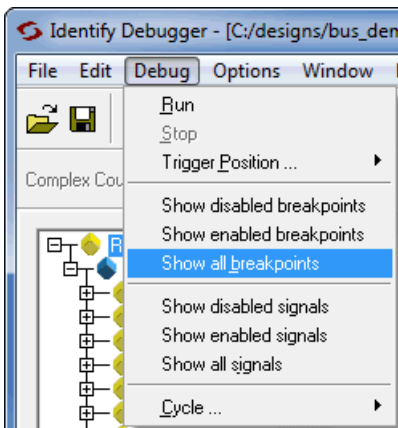 Identify Debugger - [C:/designs/bus_den
File Edit Debug Options Window
Run
Stop
Trigger Position ...
Complex Cou
Show disabled breakpoints
Show enabled breakpoints
R
Show all breakpoints
Show disabled signals
Show enabled signals
Show all signals
Cycle ...